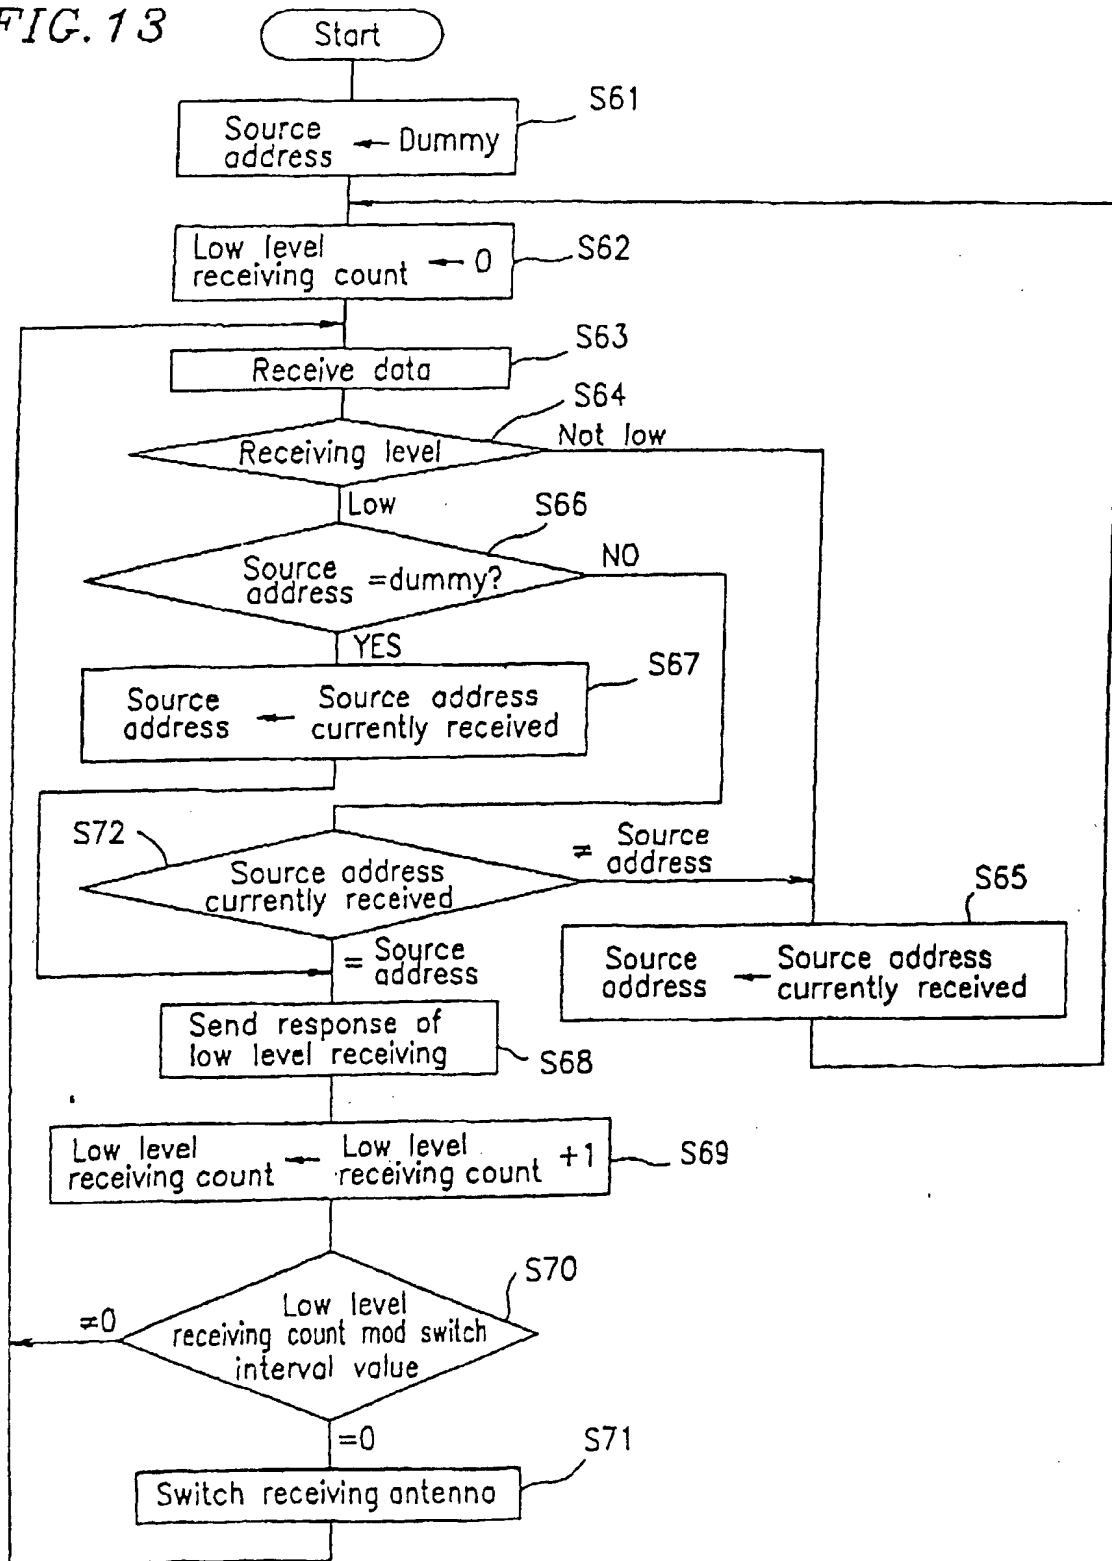 FIG. 13
Start
S61
Source
address ← Dummy
Low level
receiving count ← 0
S62
S63
Receive data
S64
Receiving level
Not low
Low
S66
Source
address =dummy?
NO
YES
S67
Source
address ← Source address
currently received
S72
Source address
currently received
≠ Source
address
= Source
address
S65
Source
address ← Source address
currently received
Send response of
low level receiving
S68
Low level
receiving count ← Low level
receiving count +1
S69
S70
Low level
receiving count mod switch
interval value
≠0
=0
S71
Switch receiving antenna